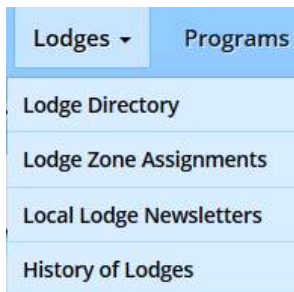 Lodges Programs
Lodge Directory
Lodge Zone Assignments
Local Lodge Newsletters
History of Lodges